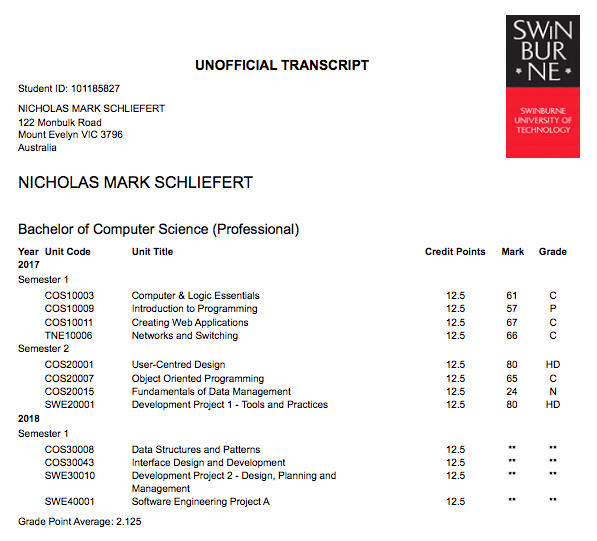 SWIN
BUR
* NE *
SWINBURNE
UNIVERSITY OF
TECHNOLOGY
UNOFFICIAL TRANSCRIPT
Student ID: 101185827
NICHOLAS MARK SCHLIEFERT
122 Monbulk Road
Mount Evelyn VIC 3796
Australia
NICHOLAS MARK SCHLIEFERT
Bachelor of Computer Science (Professional)
Year Unit Code Unit Title Credit Points Mark Grade
2017
Semester 1
COS10003 Computer & Logic Essentials 12.5 61 C
COS10009 Introduction to Programming 12.5 57 P
COS10011 Creating Web Applications 12.5 67 C
TNE10006 Networks and Switching 12.5 66 C
Semester 2
COS20001 User-Centred Design 12.5 80 HD
COS20007 Object Oriented Programming 12.5 65 C
COS20015 Fundamentals of Data Management 12.5 24 N
SWE20001 Development Project 1 - Tools and Practices 12.5 80 HD
2018
Semester 1
COS30008 Data Structures and Patterns 12.5 ** **
COS30043 Interface Design and Development 12.5 ** **
SWE30010 Development Project 2 - Design, Planning and 12.5 ** **
Management
SWE40001 Software Engineering Project A 12.5 ** **
Grade Point Average: 2.125